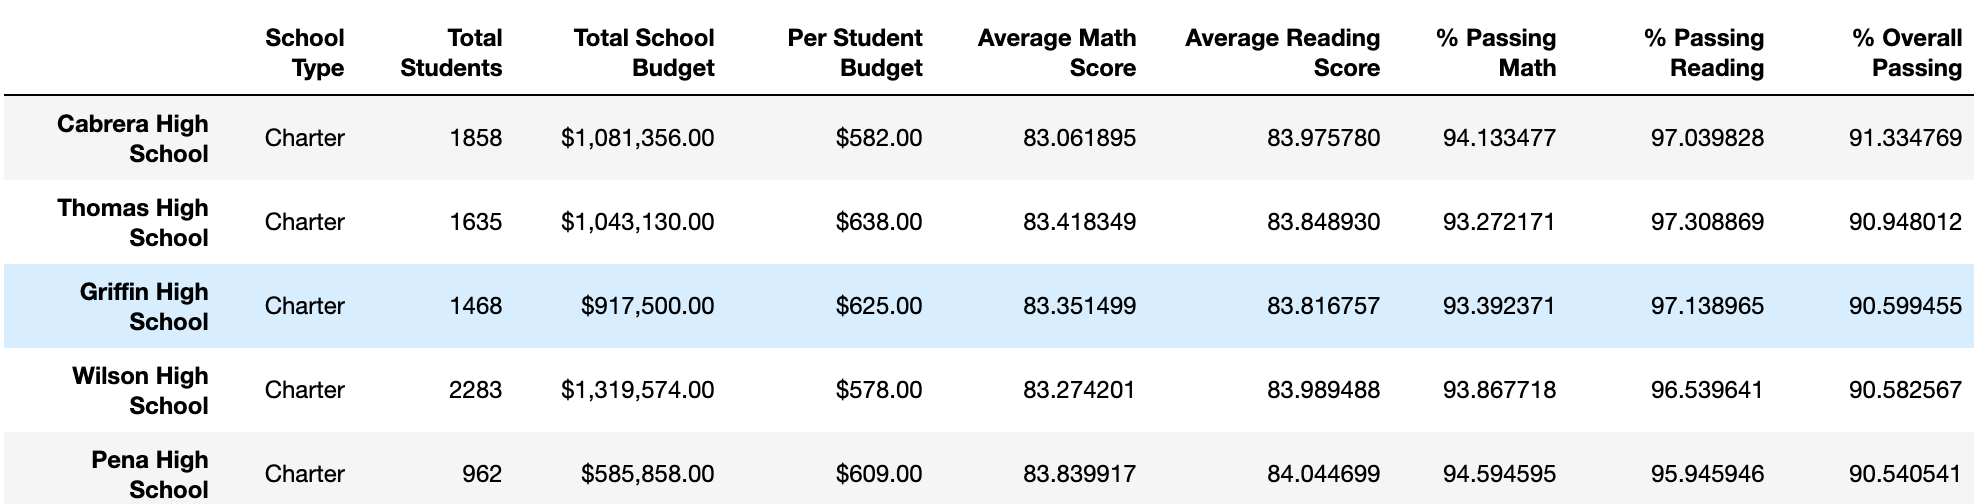 School Type Total Students Total School Budget Per Student Budget Average Math Score Average Reading Score % Passing Math % Passing Reading % Overall Passing
Cabrera High School Charter 1858 $1,081,356.00 $582.00 83.061895 83.975780 94.133477 97.039828 91.334769
Thomas High School Charter 1635 $1,043,130.00 $638.00 83.418349 83.848930 93.272171 97.308869 90.948012
Griffin High School Charter 1468 $917,500.00 $625.00 83.351499 83.816757 93.392371 97.138965 90.599455
Wilson High School Charter 2283 $1,319,574.00 $578.00 83.274201 83.989488 93.867718 96.539641 90.582567
Pena High School Charter 962 $585,858.00 $609.00 83.839917 84.044699 94.594595 95.945946 90.540541